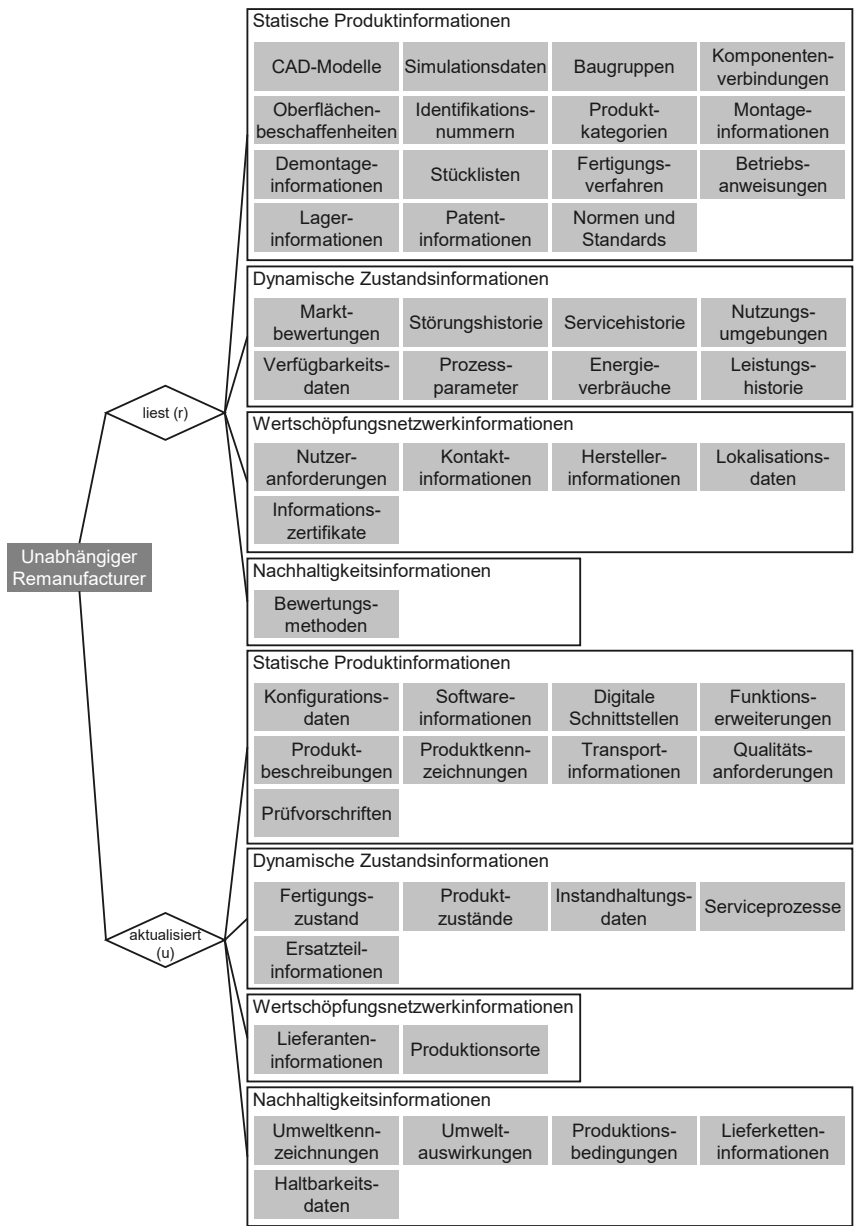 Statische Produktinformationen
CAD-Modelle
Simulationsdaten
Baugruppen
Komponenten-
verbindungen
Oberflächen-
beschaffenheiten
Identifikations-
nummern
Produkt-
kategorien
Montage-
informationen
Demontage-
informationen
Stücklisten
Fertigungs-
verfahren
Betriebs-
anweisungen
Lager-
informationen
Patent-
informationen
Normen und
Standards
Dynamische Zustandsinformationen
Markt-
bewertungen
Störungshistorie
Servicehistorie
Nutzungs-
umgebungen
Verfügbarkeits-
daten
Prozess-
parameter
Energie-
verbräuche
Leistungs-
historie
liest (r)
Wertschöpfungsnetzwerkinformationen
Nutzer-
anforderungen
Kontakt-
informationen
Hersteller-
informationen
Lokalisations-
daten
Informations-
zertifikate
Unabhängiger
Remanufacturer
Nachhaltigkeitsinformationen
Bewertungs-
methoden
Statische Produktinformationen
Konfigurations-
daten
Software-
informationen
Digitale
Schnittstellen
Funktions-
erweiterungen
Produkt-
beschreibungen
Produktkenn-
zeichnungen
Transport-
informationen
Qualitäts-
anforderungen
Prüfvorschriften
Dynamische Zustandsinformationen
Fertigungs-
zustand
Produkt-
zustände
Instandhaltungs-
daten
Serviceprozesse
Ersatzteil-
informationen
aktualisiert
(u)
Wertschöpfungsnetzwerkinformationen
Lieferanten-
informationen
Produktionsorte
Nachhaltigkeitsinformationen
Umweltkenn-
zeichnungen
Umwelt-
auswirkungen
Produktions-
bedingungen
Lieferketten-
informationen
Haltbarkeits-
daten